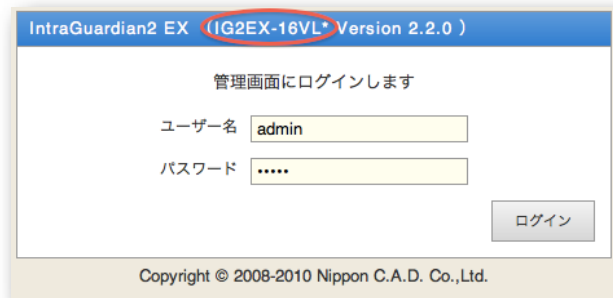 IntraGuardian2 EX （IG2EX-16VL* Version 2.2.0 ）
管理画面にログインします
ユーザー名 admin
パスワード •••••
ログイン
Copyright © 2008-2010 Nippon C.A.D. Co.,Ltd.